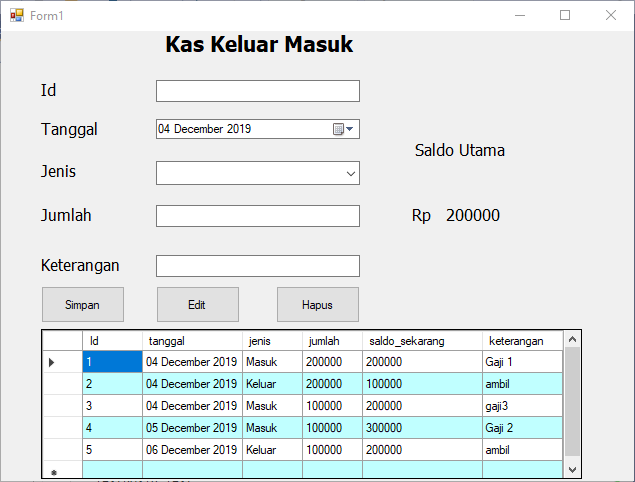 Form1
Kas Keluar Masuk
Id
Tanggal 04 December 2019
Saldo Utama
Jenis
Jumlah Rp 200000
Keterangan
Simpan Edit Hapus
Id tanggal jenis jumlah saldo_sekarang keterangan
1 04 December 2019 Masuk 200000 200000 Gaji 1
2 04 December 2019 Keluar 200000 100000 ambil
3 04 December 2019 Masuk 100000 200000 gaji3
4 05 December 2019 Masuk 100000 300000 Gaji 2
5 06 December 2019 Keluar 100000 200000 ambil